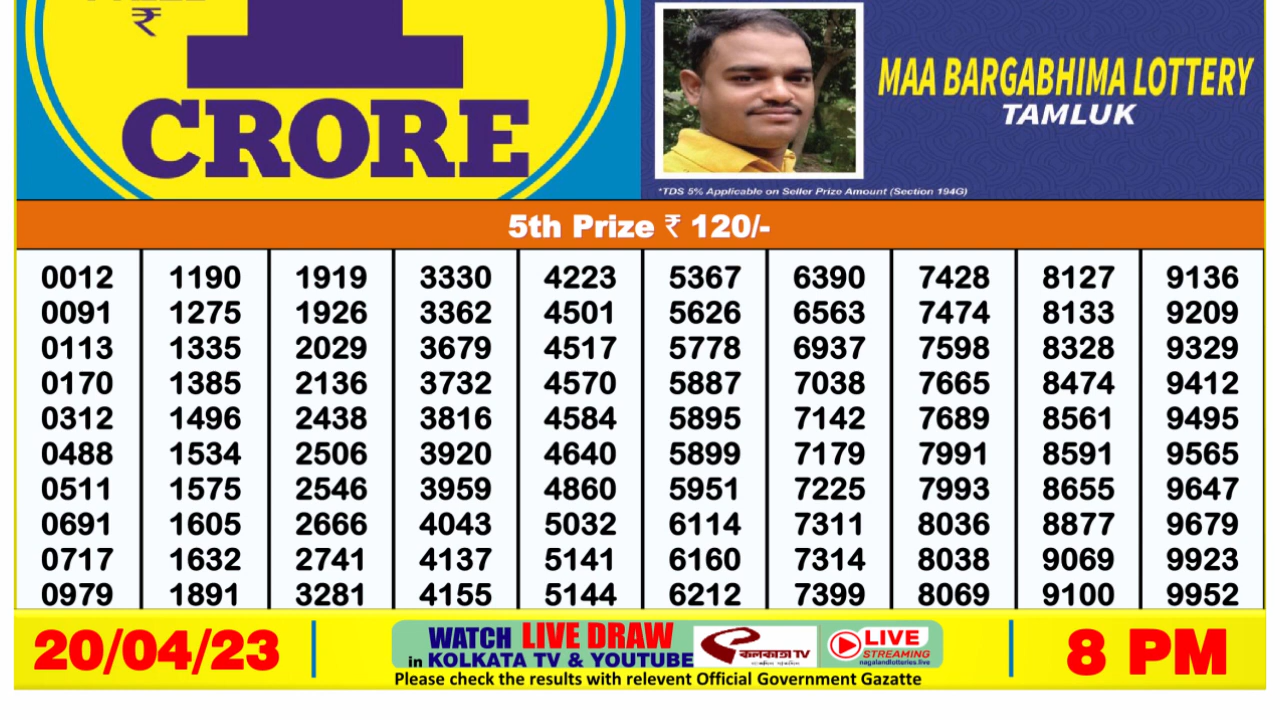 ₹
1
CRORE
MAA BARGABHIMA LOTTERY
TAMLUK
*TDS 5% Applicable on Seller Prize Amount (Section 194G)
5th Prize ₹ 120/-
0012 1190 1919 3330 4223 5367 6390 7428 8127 9136
0091 1275 1926 3362 4501 5626 6563 7474 8133 9209
0113 1335 2029 3679 4517 5778 6937 7598 8328 9329
0170 1385 2136 3732 4570 5887 7038 7665 8474 9412
0312 1496 2438 3816 4584 5895 7142 7689 8561 9495
0488 1534 2506 3920 4640 5899 7179 7991 8591 9565
0511 1575 2546 3959 4860 5951 7225 7993 8655 9647
0691 1605 2666 4043 5032 6114 7311 8036 8877 9679
0717 1632 2741 4137 5141 6160 7314 8038 9069 9923
0979 1891 3281 4155 5144 6212 7399 8069 9100 9952
20/04/23
WATCH LIVE DRAW
in KOLKATA TV & YOUTUBE
কলকাতা TV
LIVE
STREAMING
nagalandlotteries.live
8 PM
Please check the results with relevent Official Government Gazatte